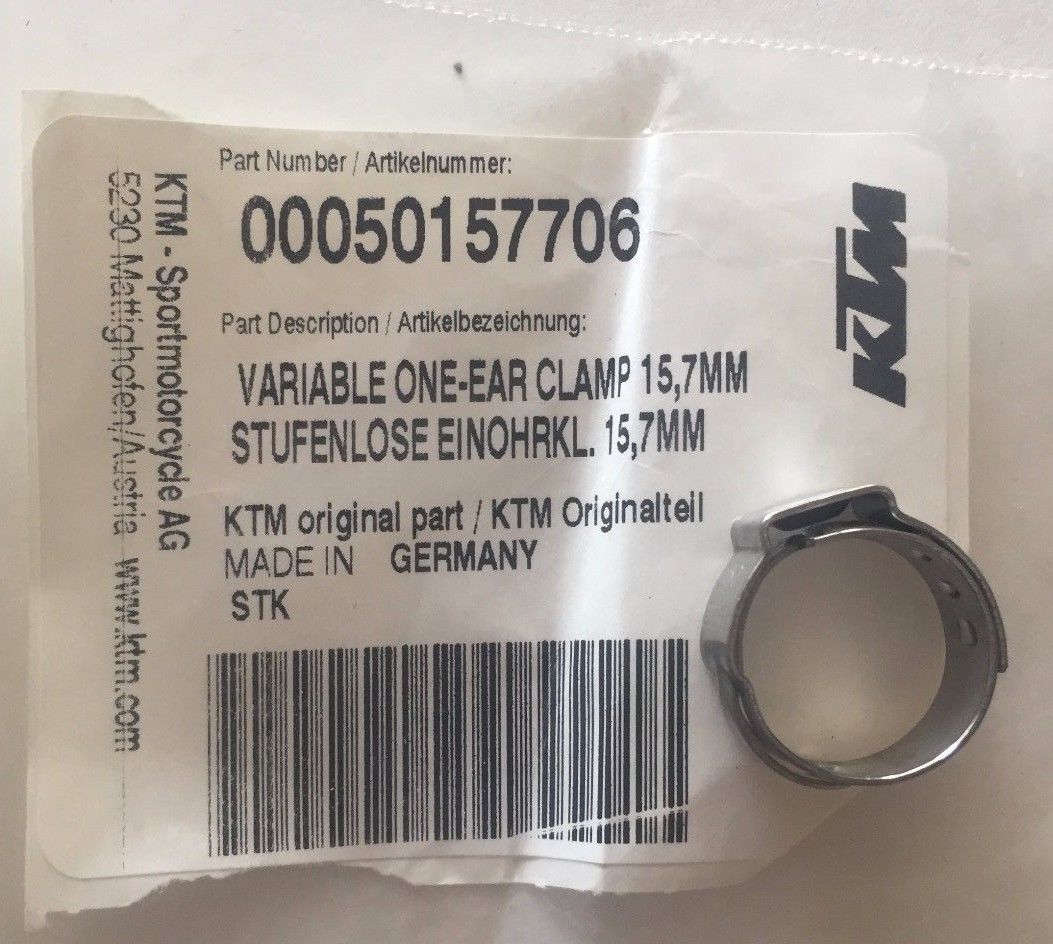 Part Number / Artikelnummer:
00050157706
Part Description / Artikelbezeichnung:
VARIABLE ONE-EAR CLAMP 15,7MM
STUFENLOSE EINOHRKL. 15,7MM
KTM original part / KTM Originalteil
MADE IN GERMANY
STK
KTM - Sportmotorcycle AG
5230 Mattighofen/Austria www.ktm.com
KTM